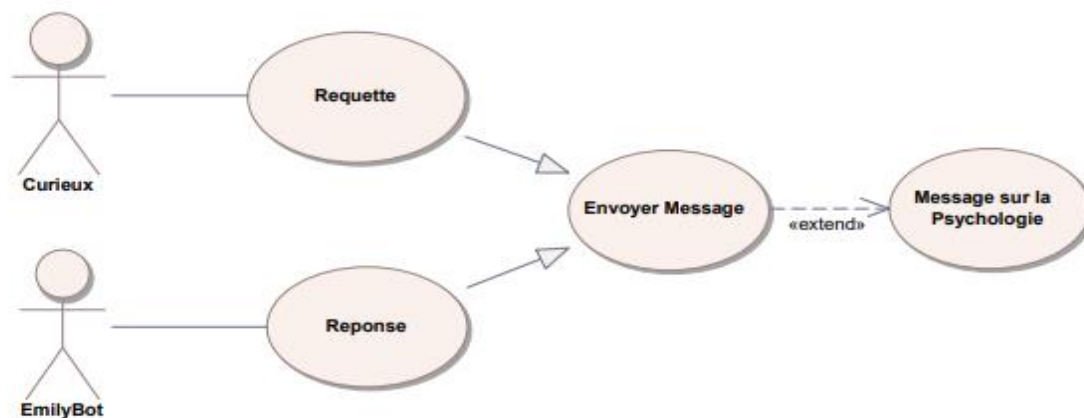 Requette
Curieux
Envoyer Message
«extend»
Message sur la
Psychologie
Reponse
EmilyBot